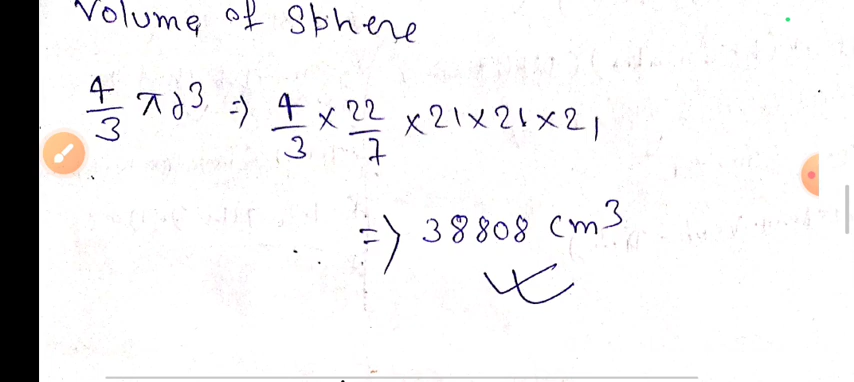 Volume of Sphere
4/3 πr3 => 4/3 × 22/7 ×21×21×21
=> 38808 cm3